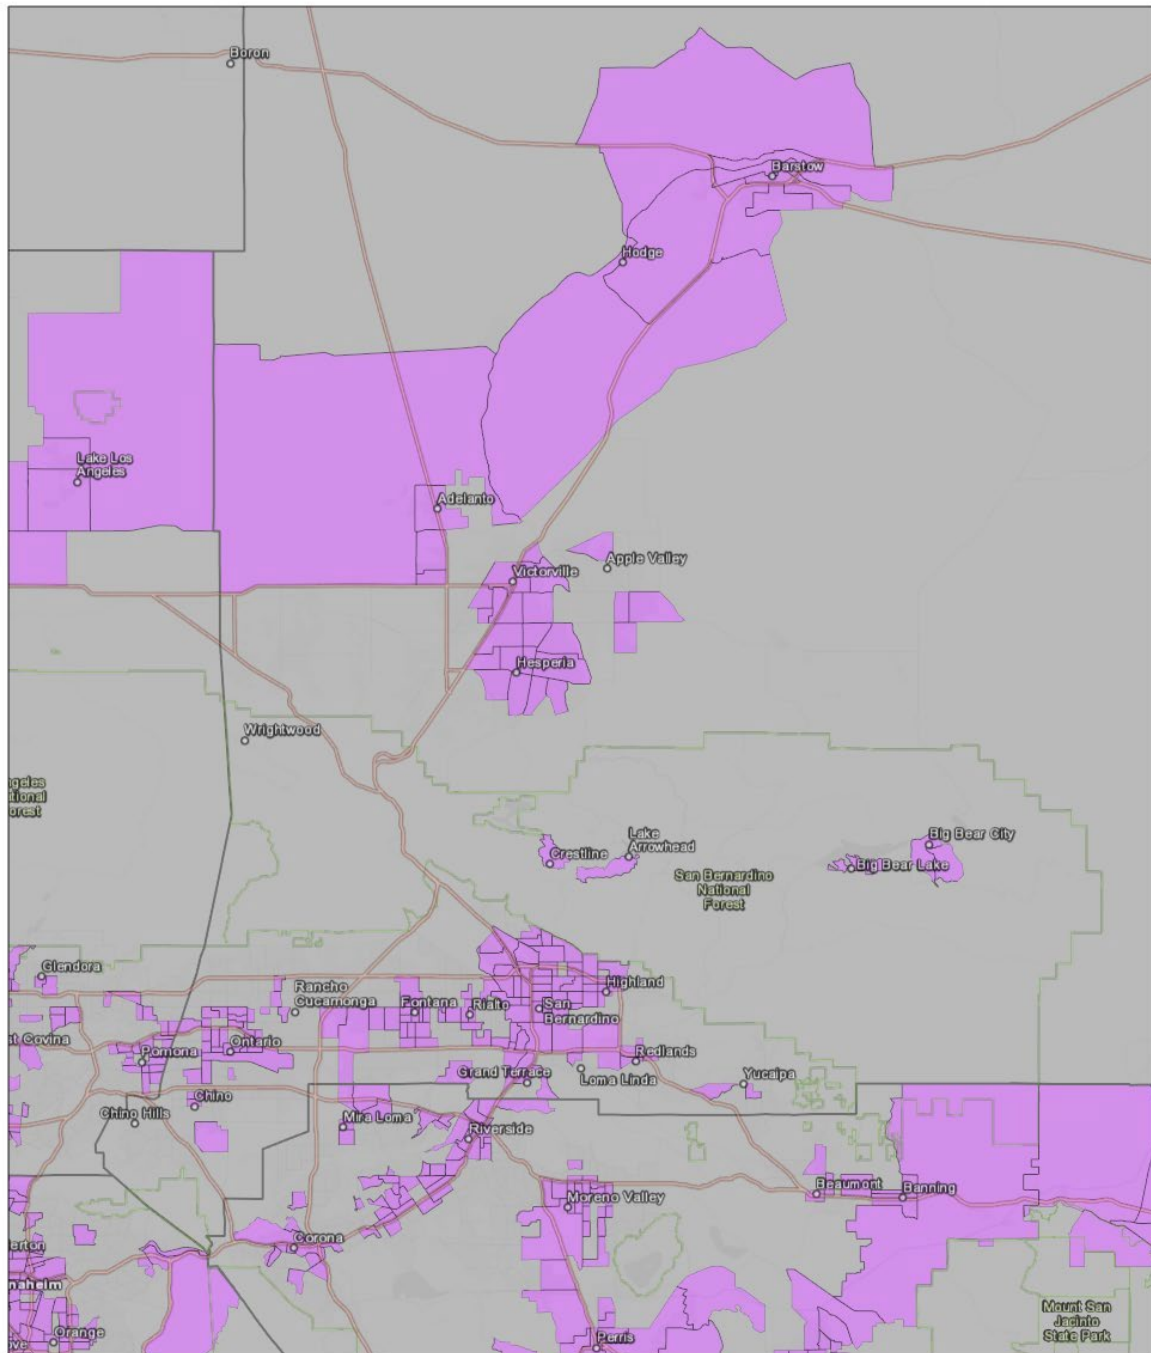 Boron
Barstow
Hodge
Lake Los
Angeles
Adelanto
Apple Valley
Victorville
Hesperia
Wrightwood
ngeles
ational
orest
Lake
Arrowhead
Crestline
Big Bear City
Big Bear Lake
San Bernardino
National
Forest
Glendora
Rancho
Cucamonga
Fontana
Rialto
Highland
San
Bernardino
st Covina
Pomona
Ontario
Redlands
Grand Terrace
Loma Linda
Yucaipa
Chino
Chino Hills
Mira Loma
Riverside
Moreno Valley
Beaumont
Banning
Corona
lerton
naheim
Orange
ove
Perris
Mount San
Jacinto
State Park